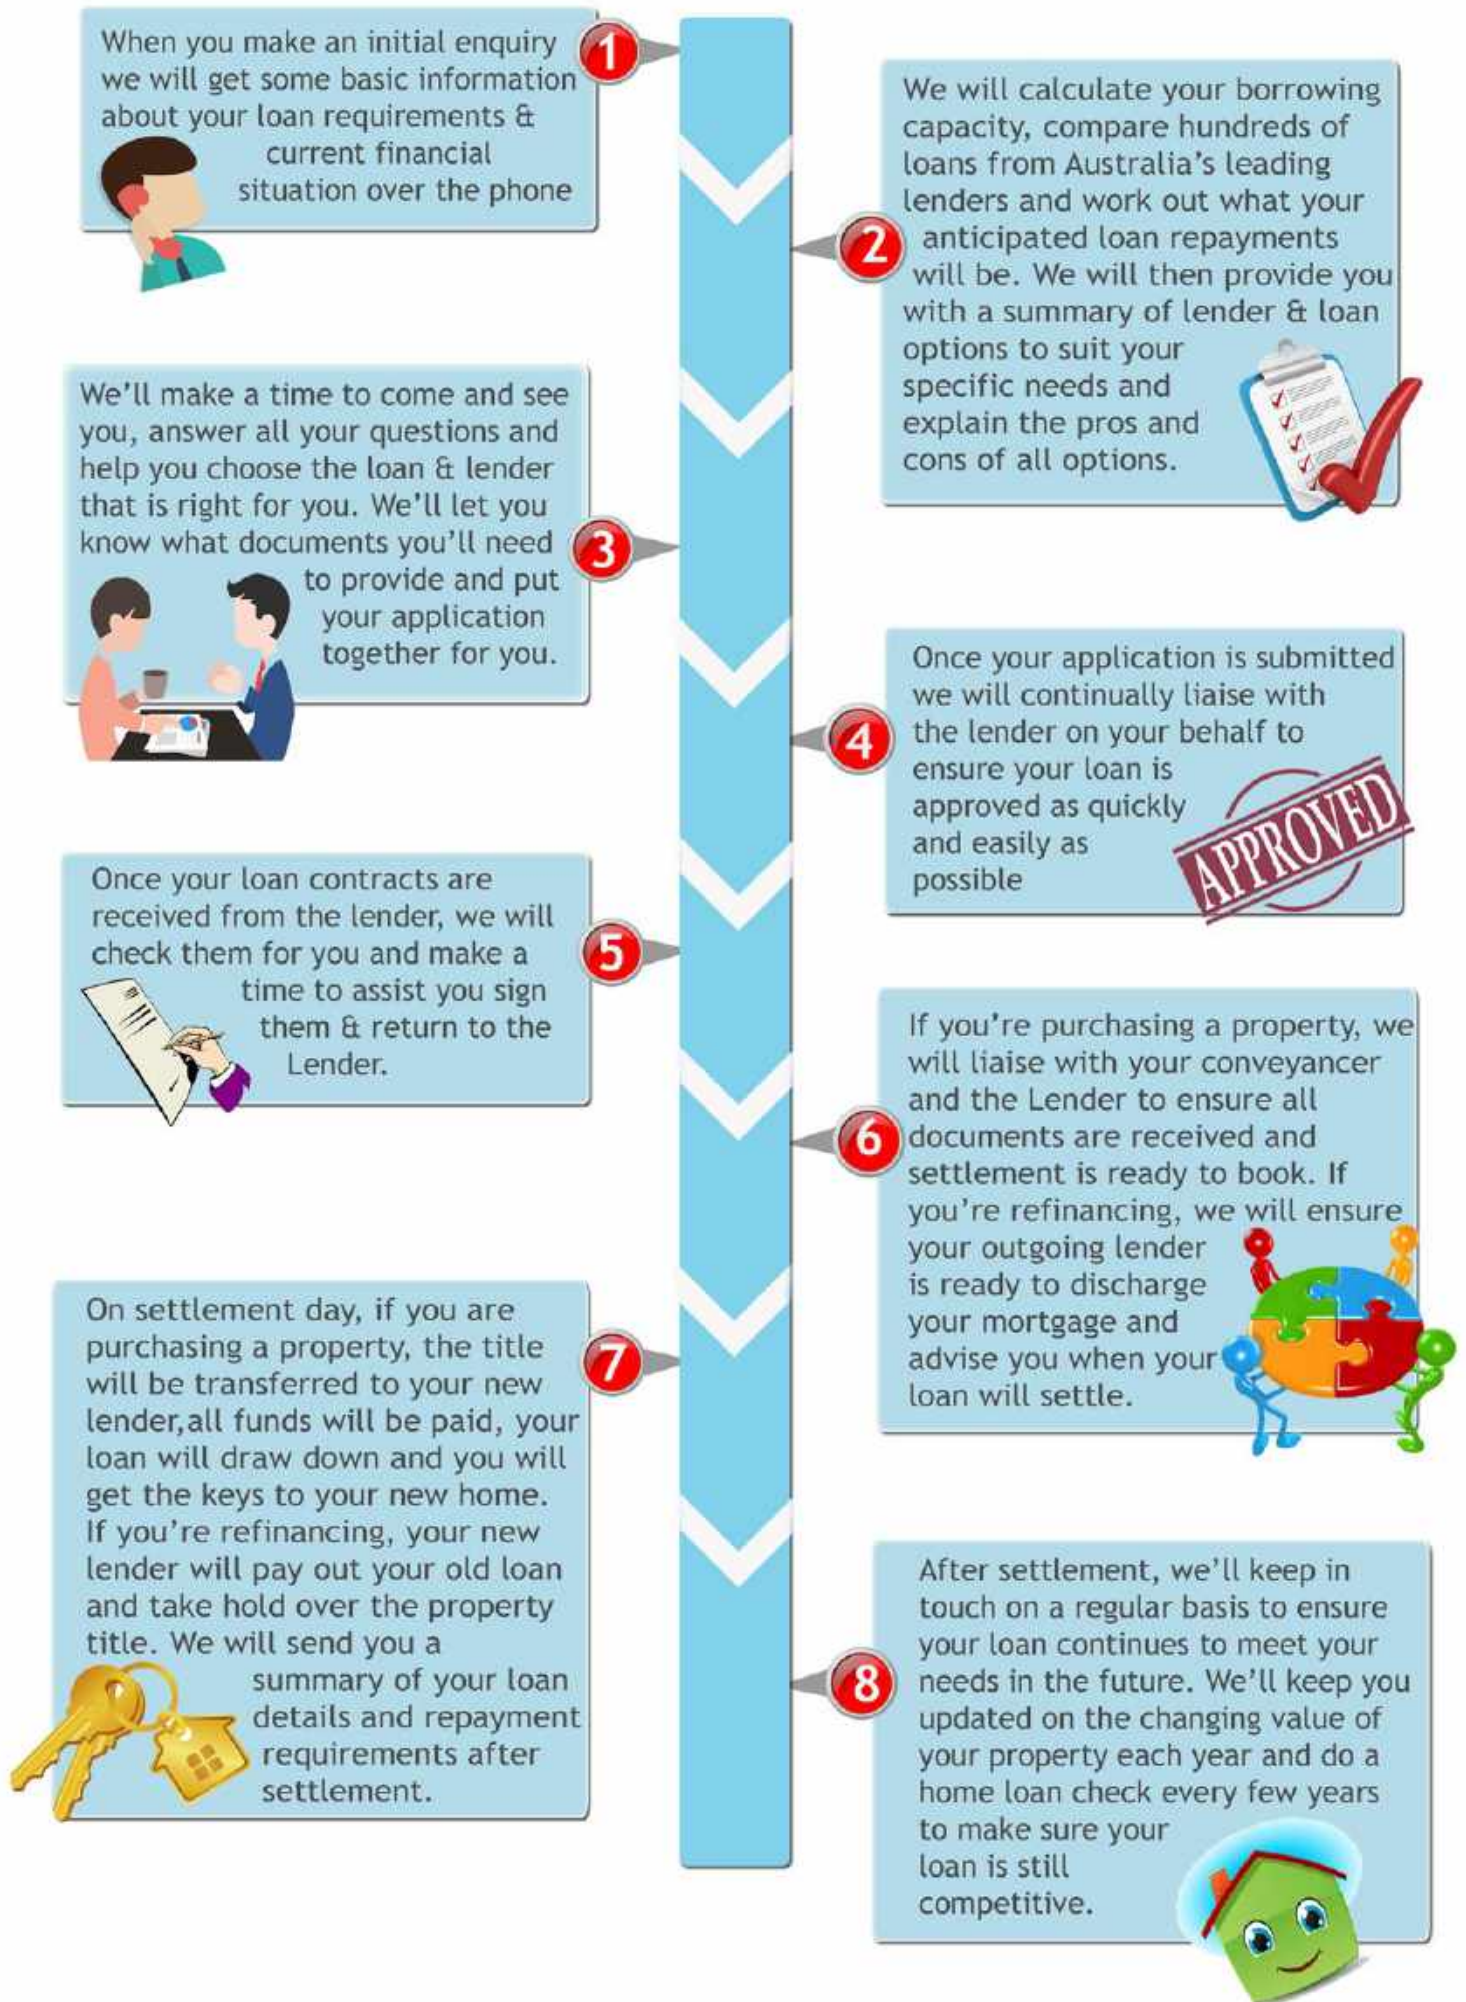 When you make an initial enquiry
we will get some basic information
about your loan requirements &
current financial
situation over the phone
1
We will calculate your borrowing
capacity, compare hundreds of
loans from Australia's leading
lenders and work out what your
anticipated loan repayments
will be. We will then provide you
with a summary of lender & loan
options to suit your
specific needs and
explain the pros and
cons of all options.
2
We'll make a time to come and see
you, answer all your questions and
help you choose the loan & lender
that is right for you. We'll let you
know what documents you'll need
to provide and put
your application
together for you.
3
Once your application is submitted
we will continually liaise with
the lender on your behalf to
ensure your loan is
approved as quickly
and easily as
possible
4
APPROVED
Once your loan contracts are
received from the lender, we will
check them for you and make a
time to assist you sign
them & return to the
Lender.
5
If you're purchasing a property, we
will liaise with your conveyancer
and the Lender to ensure all
documents are received and
settlement is ready to book. If
you're refinancing, we will ensure
your outgoing lender
is ready to discharge
your mortgage and
advise you when your
loan will settle.
6
On settlement day, if you are
purchasing a property, the title
will be transferred to your new
lender,all funds will be paid, your
loan will draw down and you will
get the keys to your new home.
If you're refinancing, your new
lender will pay out your old loan
and take hold over the property
title. We will send you a
summary of your loan
details and repayment
requirements after
settlement.
7
After settlement, we'll keep in
touch on a regular basis to ensure
your loan continues to meet your
needs in the future. We'll keep you
updated on the changing value of
your property each year and do a
home loan check every few years
to make sure your
loan is still
competitive.
8